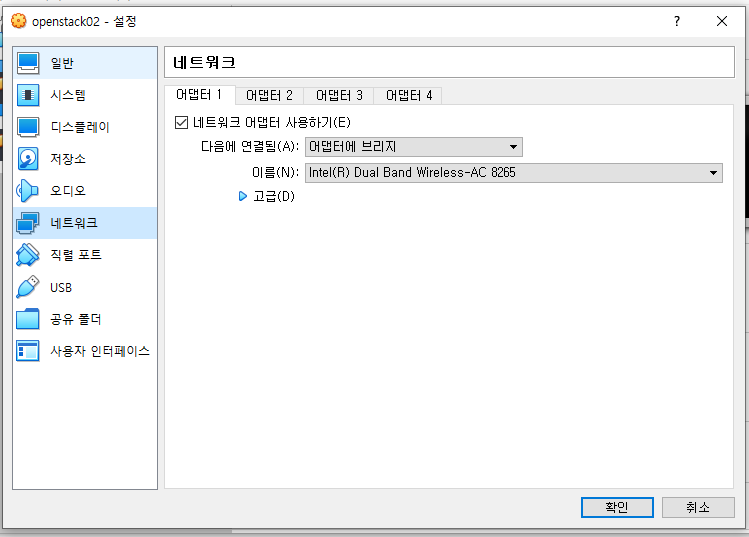 openstack02 - 설정
?
일반
시스템
디스플레이
저장소
오디오
네트워크
직렬 포트
USB
공유 폴더
사용자 인터페이스
네트워크
어댑터 1 어댑터 2 어댑터 3 어댑터 4
네트워크 어댑터 사용하기(E)
다음에 연결됨(A): 어댑터에 브리지
이름(N): Intel(R) Dual Band Wireless-AC 8265
고급(D)
확인 취소